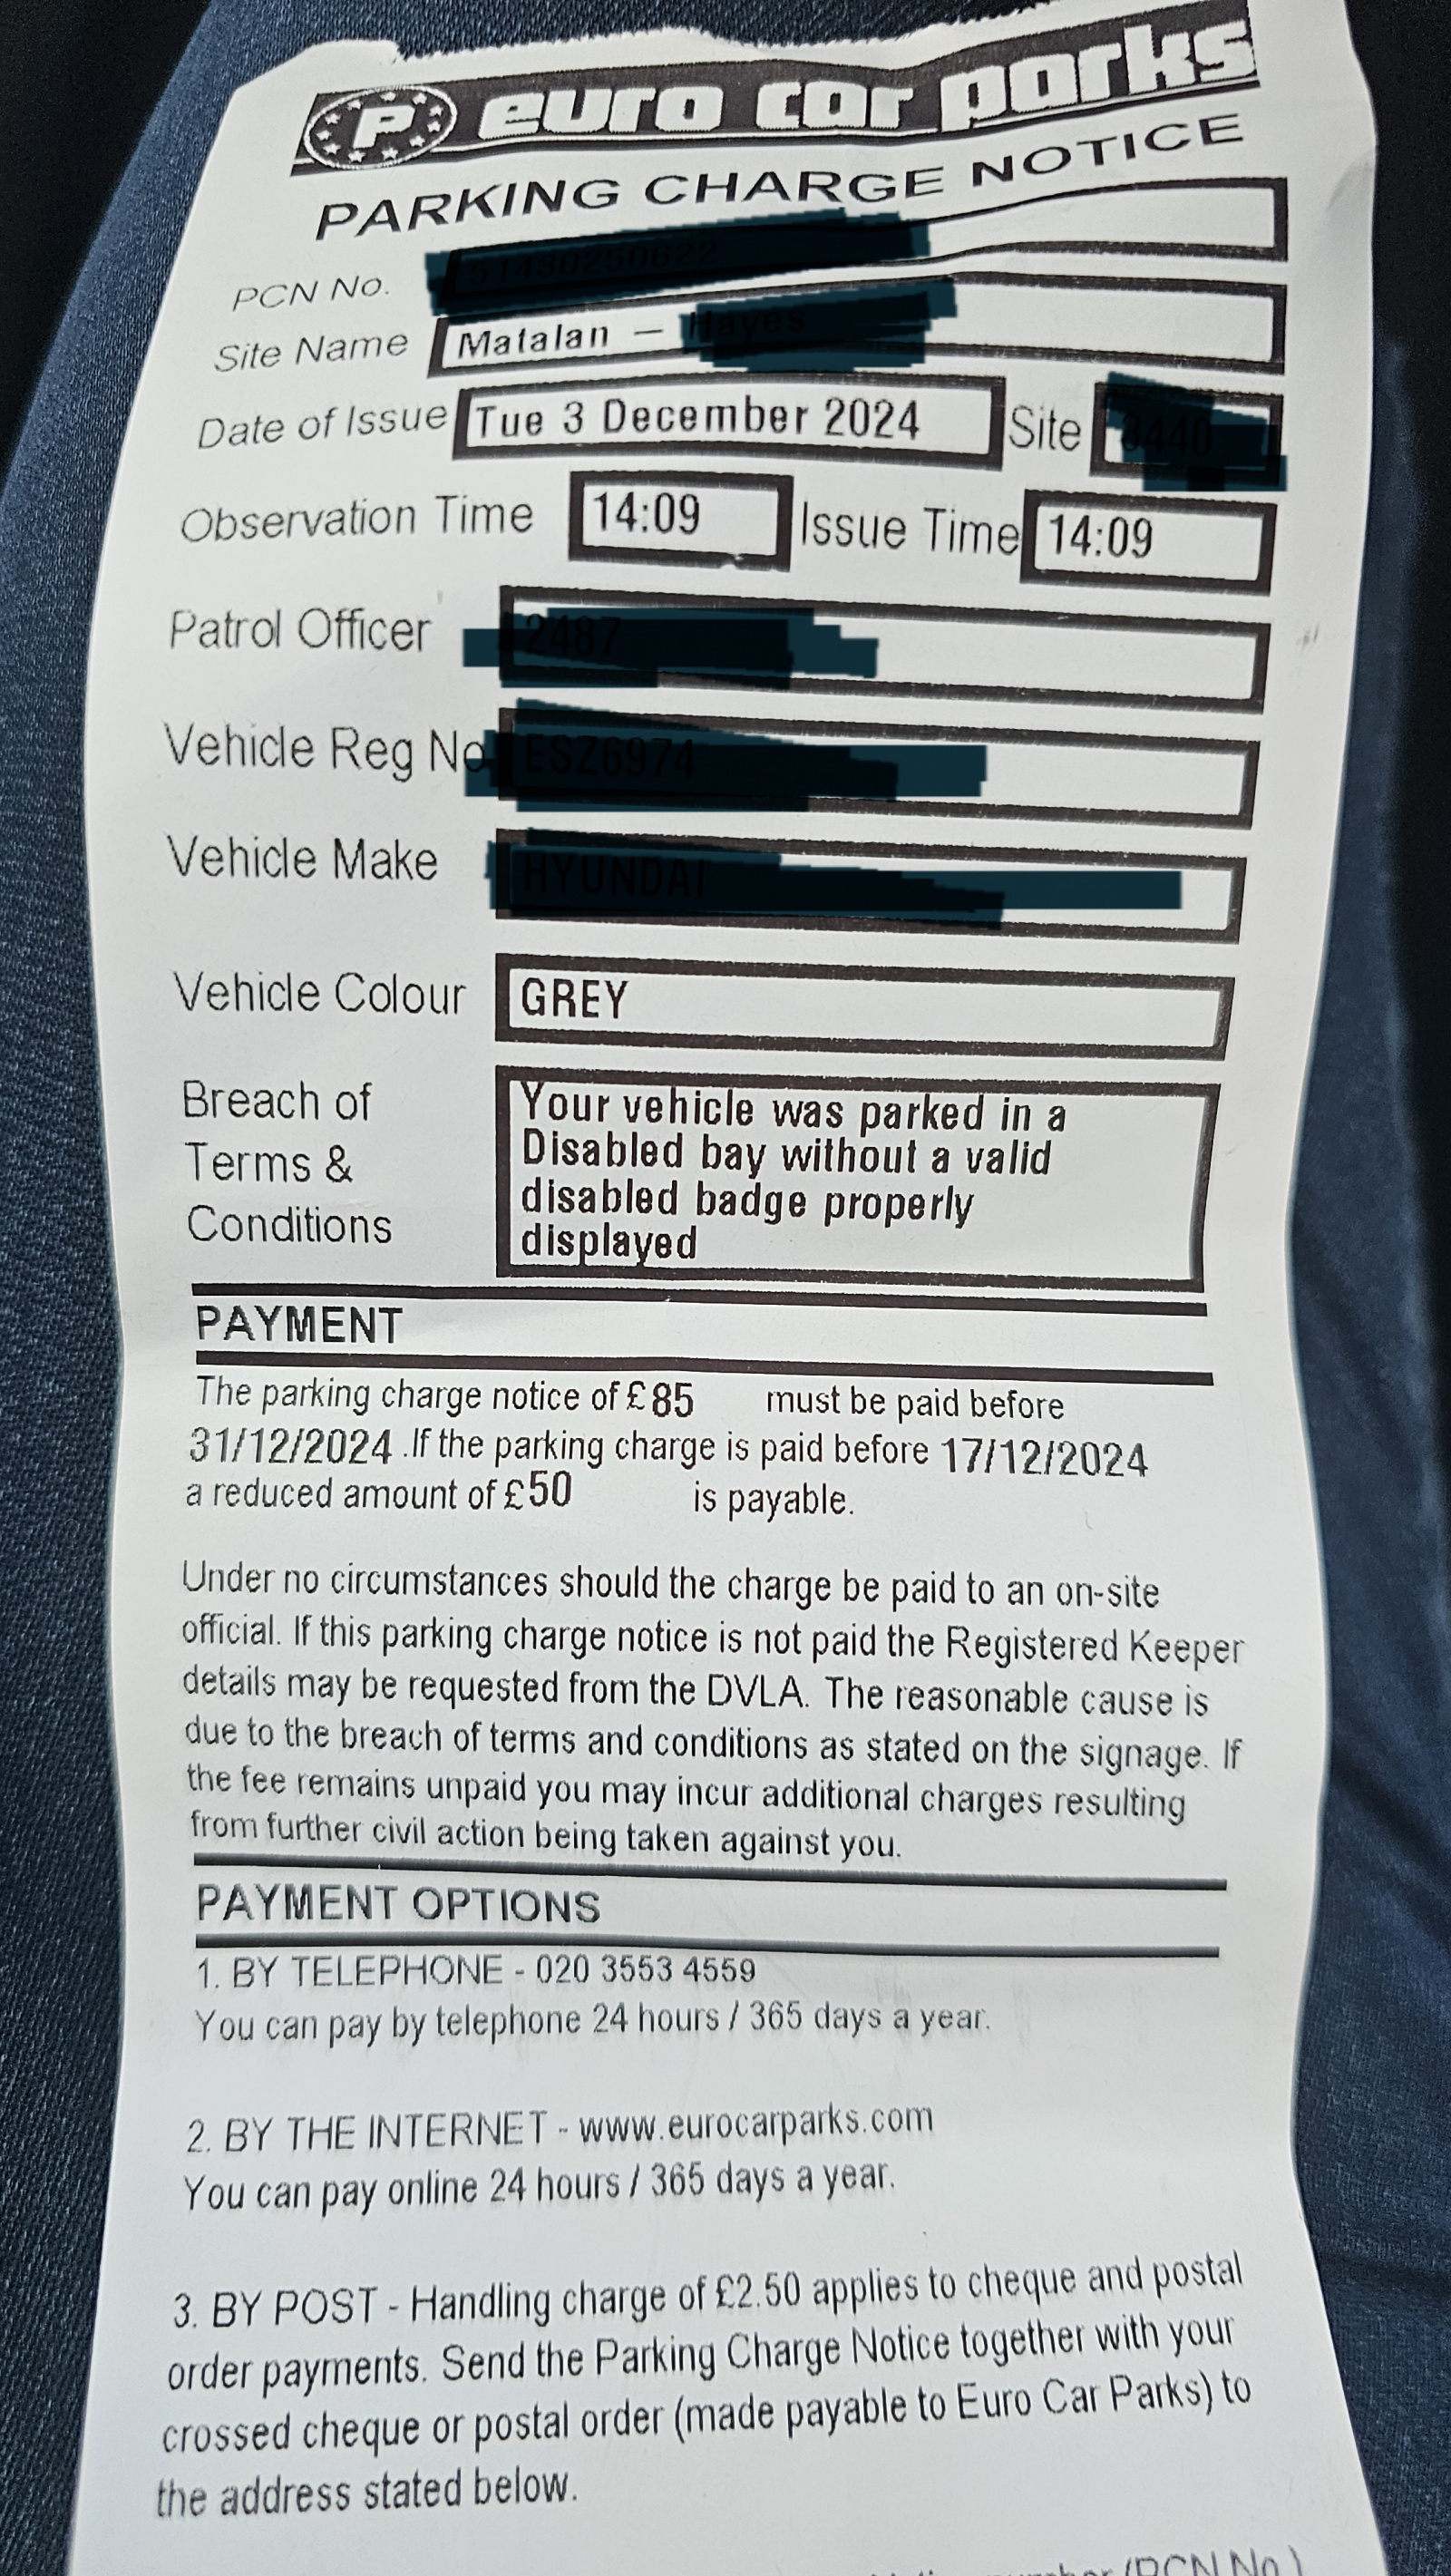 P euro car parks
PARKING CHARGE NOTICE
PCN No.
Site Name Matalan –
Date of Issue Tue 3 December 2024 Site
Observation Time 14:09 Issue Time 14:09
Patrol Officer
Vehicle Reg No
Vehicle Make
Vehicle Colour GREY
Breach of Terms & Conditions
Your vehicle was parked in a
Disabled bay without a valid
disabled badge properly
displayed
PAYMENT
The parking charge notice of £85 must be paid before
31/12/2024 .If the parking charge is paid before 17/12/2024
a reduced amount of £50 is payable.
Under no circumstances should the charge be paid to an on-site
official. If this parking charge notice is not paid the Registered Keeper
details may be requested from the DVLA. The reasonable cause is
due to the breach of terms and conditions as stated on the signage. If
the fee remains unpaid you may incur additional charges resulting
from further civil action being taken against you.
PAYMENT OPTIONS
1. BY TELEPHONE - 020 3553 4559
You can pay by telephone 24 hours / 365 days a year.
2. BY THE INTERNET - www.eurocarparks.com
You can pay online 24 hours / 365 days a year.
3. BY POST - Handling charge of £2.50 applies to cheque and postal
order payments. Send the Parking Charge Notice together with your
crossed cheque or postal order (made payable to Euro Car Parks) to
the address stated below.
(PCN No.)